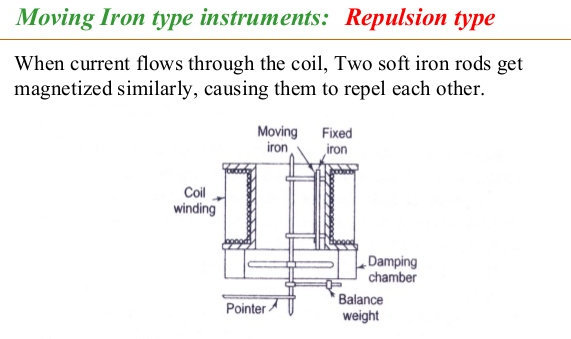 Moving Iron type instruments: Repulsion type
When current flows through the coil, Two soft iron rods get
magnetized similarly, causing them to repel each other.
Moving
iron
Fixed
iron
Coil
winding
Damping
chamber
Balance
weight
Pointer